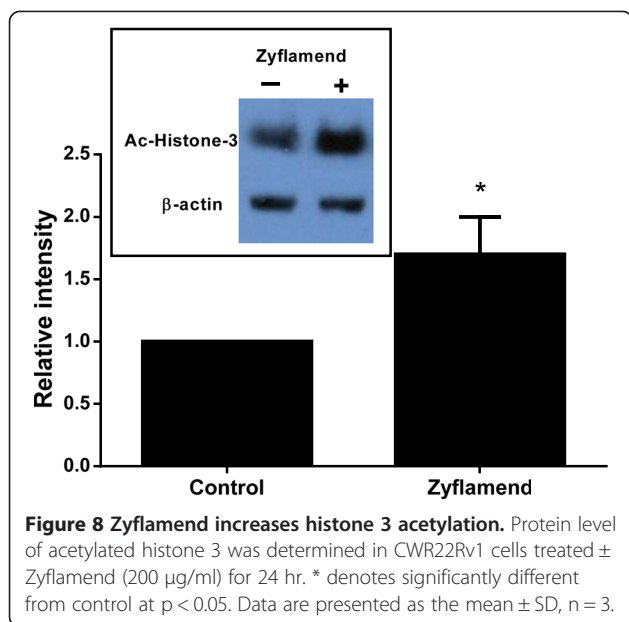 Zyflamend
– +
Ac-Histone-3
β-actin
2.5
2.0
1.5
1.0
0.5
0.0
Relative intensity
*
Control Zyflamend
Figure 8 Zyflamend increases histone 3 acetylation. Protein level
of acetylated histone 3 was determined in CWR22Rv1 cells treated ±
Zyflamend (200 μg/ml) for 24 hr. * denotes significantly different
from control at p < 0.05. Data are presented as the mean ± SD, n = 3.